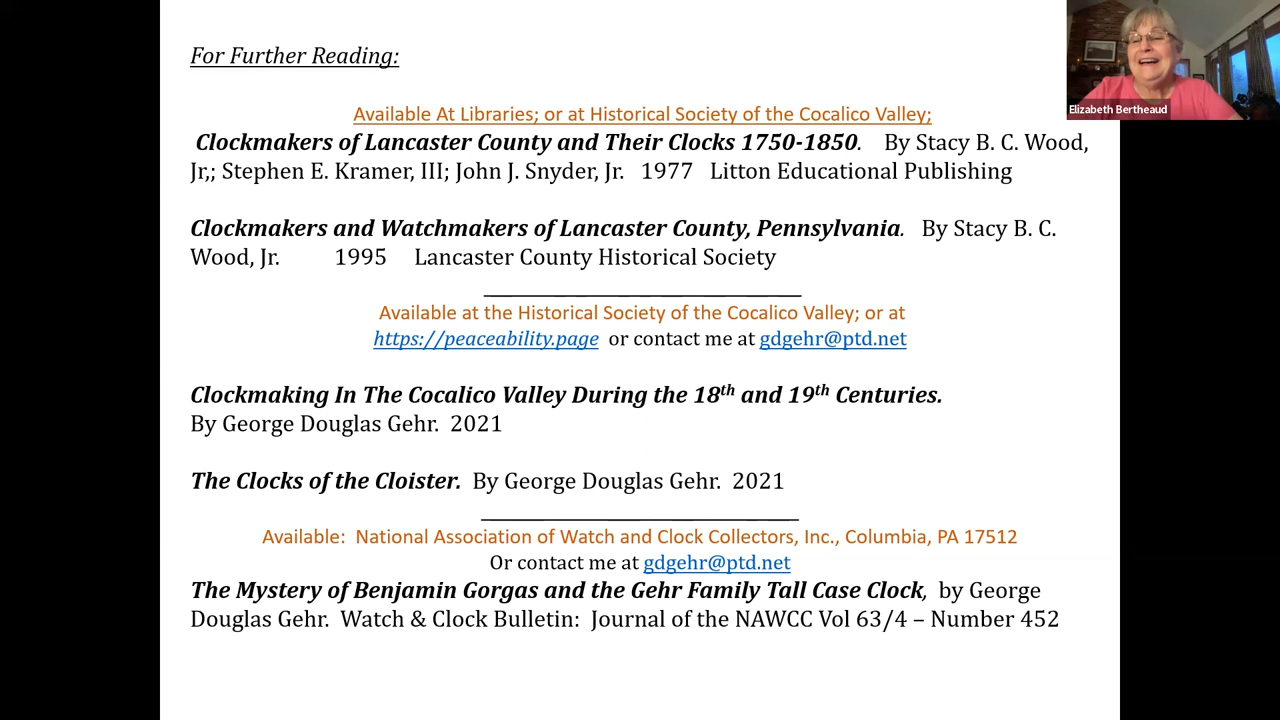 For Further Reading:
Elizabeth Bertheaud
Available At Libraries; or at Historical Society of the Cocalico Valley;
Clockmakers of Lancaster County and Their Clocks 1750-1850. By Stacy B. C. Wood,
Jr,; Stephen E. Kramer, III; John J. Snyder, Jr. 1977 Litton Educational Publishing
Clockmakers and Watchmakers of Lancaster County, Pennsylvania. By Stacy B. C.
Wood, Jr. 1995 Lancaster County Historical Society
Available at the Historical Society of the Cocalico Valley; or at
https://peaceability.page or contact me at gdgehr@ptd.net
Clockmaking In The Cocalico Valley During the 18th and 19th Centuries.
By George Douglas Gehr. 2021
The Clocks of the Cloister. By George Douglas Gehr. 2021
Available: National Association of Watch and Clock Collectors, Inc., Columbia, PA 17512
Or contact me at gdgehr@ptd.net
The Mystery of Benjamin Gorgas and the Gehr Family Tall Case Clock, by George
Douglas Gehr. Watch & Clock Bulletin: Journal of the NAWCC Vol 63/4 – Number 452